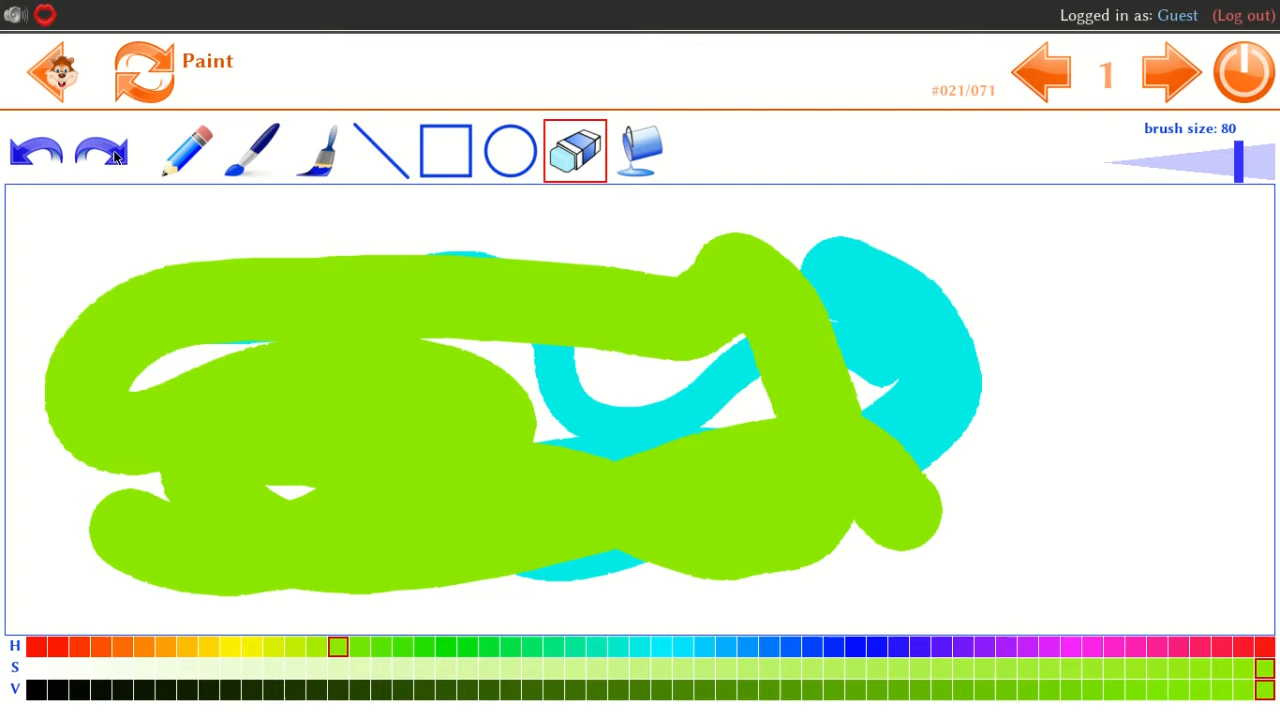 Logged in as: Guest (Log out)
Paint
#021/071
1
brush size: 80
H
S
V